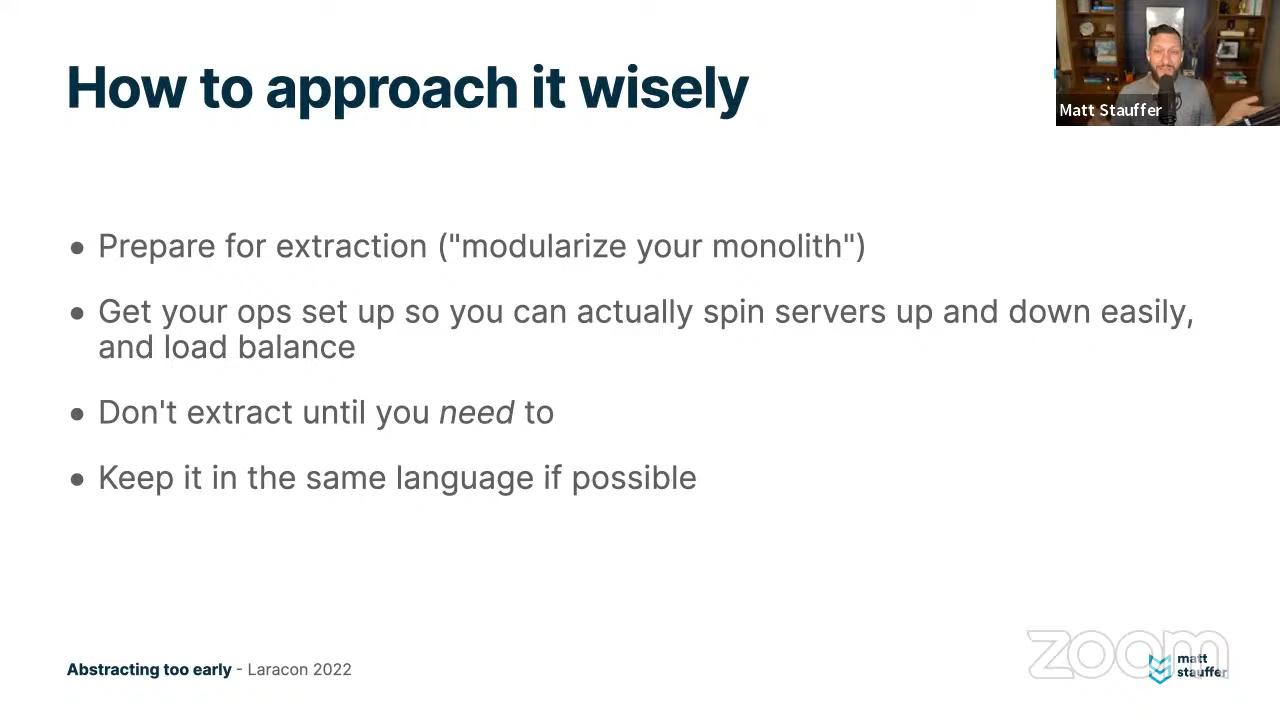 How to approach it wisely
Matt Stauffer
● Prepare for extraction ("modularize your monolith")
● Get your ops set up so you can actually spin servers up and down easily,
and load balance
● Don't extract until you need to
● Keep it in the same language if possible
Abstracting too early - Laracon 2022
zoom
matt
stauffer